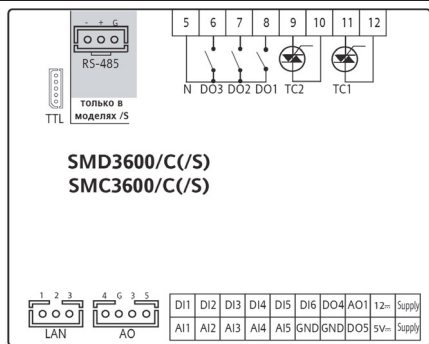 - + G
RS-485
TTL
только в
моделях /S
5 6 7 8 9 10 11 12
N DO3 DO2 DO1 TC2 TC1
SMD3600/C(/S)
SMC3600/C(/S)
1 2 3
LAN
4 G 3 5
AO
DI1 DI2 DI3 DI4 DI5 DI6 DO4 AO1 12⎓ Supply
AI1 AI2 AI3 AI4 AI5 GND GND DO5 5V⎓ Supply